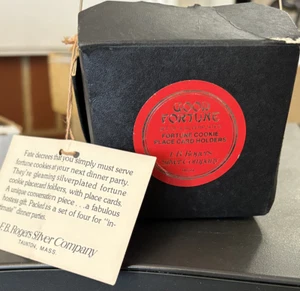 GOOD
FORTUNE
FORTUNE COOKIE
PLACE CARD HOLDERS
Fate decrees that you simply must serve
fortune cookies at your next dinner party.
They're gleaming silverplated fortune
cookie placecard holders, with place cards.
A unique conversation piece . . . a fabulous
hostess gift. Packed as a set of four for "in-
timate" dinner parties.
F.B. Rogers Silver Company
TAUNTON, MASS.